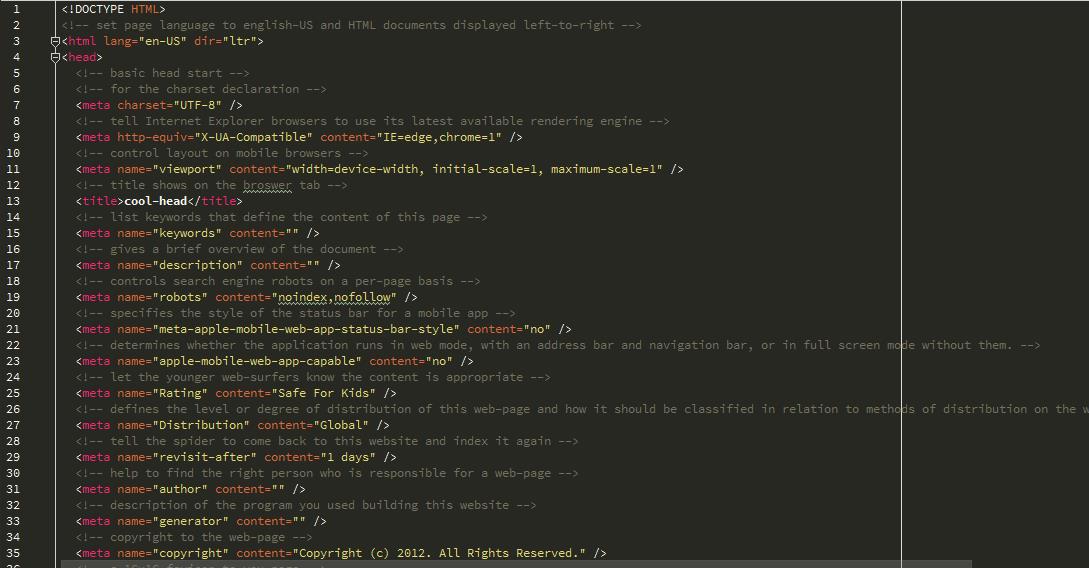 1 <!DOCTYPE HTML>
2 <!-- set page language to english-US and HTML documents displayed left-to-right -->
3 <html lang="en-US" dir="ltr">
4 <head>
5 <!-- basic head start -->
6 <!-- for the charset declaration -->
7 <meta charset="UTF-8" />
8 <!-- tell Internet Explorer browsers to use its latest available rendering engine -->
9 <meta http-equiv="X-UA-Compatible" content="IE=edge,chrome=1" />
10 <!-- control layout on mobile browsers -->
11 <meta name="viewport" content="width=device-width, initial-scale=1, maximum-scale=1" />
12 <!-- title shows on the broswer tab -->
13 <title>cool-head</title>
14 <!-- list keywords that define the content of this page -->
15 <meta name="keywords" content="" />
16 <!-- gives a brief overview of the document -->
17 <meta name="description" content="" />
18 <!-- controls search engine robots on a per-page basis -->
19 <meta name="robots" content="noindex,nofollow" />
20 <!-- specifies the style of the status bar for a mobile app -->
21 <meta name="meta-apple-mobile-web-app-status-bar-style" content="no" />
22 <!-- determines whether the application runs in web mode, with an address bar and navigation bar, or in full screen mode without them. -->
23 <meta name="apple-mobile-web-app-capable" content="no" />
24 <!-- let the younger web-surfers know the content is appropriate -->
25 <meta name="Rating" content="Safe For Kids" />
26 <!-- defines the level or degree of distribution of this web-page and how it should be classified in relation to methods of distribution on the
27 <meta name="Distribution" content="Global" />
28 <!-- tell the spider to come back to this website and index it again -->
29 <meta name="revisit-after" content="1 days" />
30 <!-- help to find the right person who is responsible for a web-page -->
31 <meta name="author" content="" />
32 <!-- description of the program you used building this website -->
33 <meta name="generator" content="" />
34 <!-- copyright to the web-page -->
35 <meta name="copyright" content="Copyright (c) 2012. All Rights Reserved." />